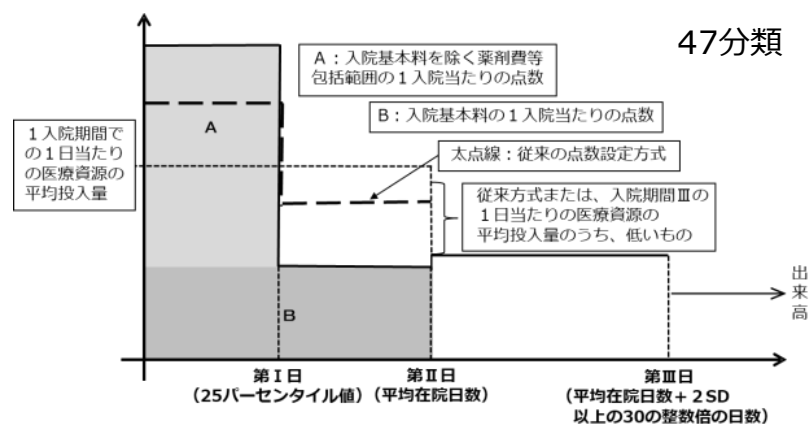 47分類
A：入院基本料を除く薬剤費等
包括範囲の１入院当たりの点数
B：入院基本料の１入院当たりの点数
A
１入院期間で
の１日当たり
の医療資源の
平均投入量
太点線：従来の点数設定方式
従来方式または、入院期間Ⅲの
１日当たりの医療資源の
平均投入量のうち、低いもの
出来高
B
第Ⅰ日
（25パーセンタイル値）
第Ⅱ日
（平均在院日数）
第Ⅲ日
（平均在院日数＋２SD
以上の30の整数倍の日数）